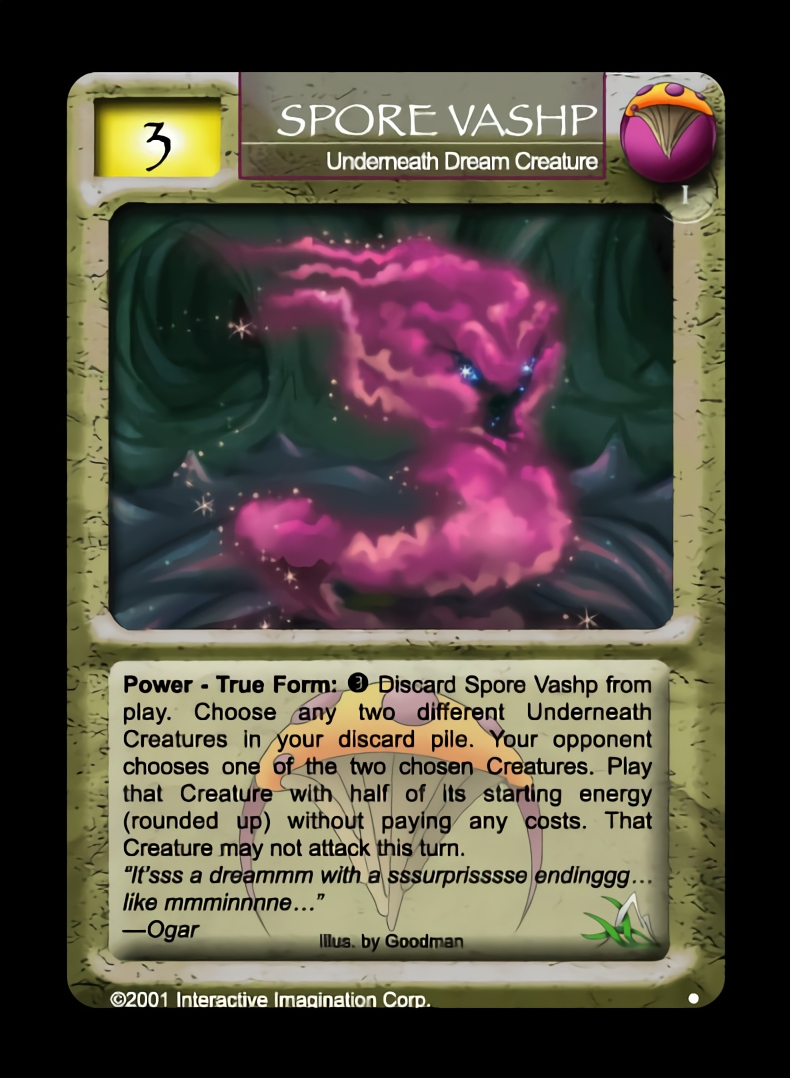 3
SPORE VASHP
Underneath Dream Creature
1
Power - True Form: ❸ Discard Spore Vashp from
play. Choose any two different Underneath
Creatures in your discard pile. Your opponent
chooses one of the two chosen Creatures. Play
that Creature with half of its starting energy
(rounded up) without paying any costs. That
Creature may not attack this turn.
"It'sss a dreammm with a sssurprisssse endinggg…
like mmminnnne…"
—Ogar
Illus. by Goodman
©2001 Interactive Imagination Corp.